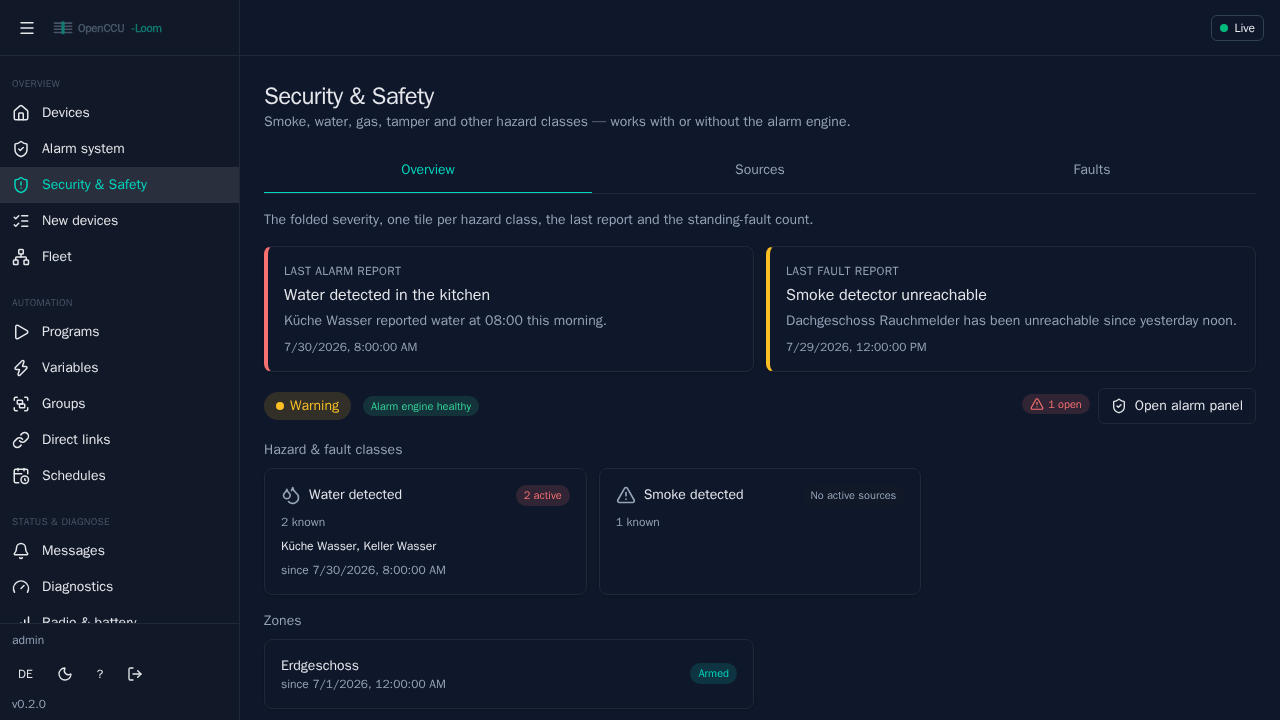 OpenCCU -Loom
Live
OVERVIEW
Devices
Alarm system
Security & Safety
New devices
Fleet
AUTOMATION
Programs
Variables
Groups
Direct links
Schedules
STATUS & DIAGNOSE
Messages
Diagnostics
Radio & battery
admin
DE
?
v0.2.0
Security & Safety
Smoke, water, gas, tamper and other hazard classes — works with or without the alarm engine.
Overview
Sources
Faults
The folded severity, one tile per hazard class, the last report and the standing-fault count.
LAST ALARM REPORT
Water detected in the kitchen
Küche Wasser reported water at 08:00 this morning.
7/30/2026, 8:00:00 AM
LAST FAULT REPORT
Smoke detector unreachable
Dachgeschoss Rauchmelder has been unreachable since yesterday noon.
7/29/2026, 12:00:00 PM
Warning
Alarm engine healthy
1 open
Open alarm panel
Hazard & fault classes
Water detected
2 active
2 known
Küche Wasser, Keller Wasser
since 7/30/2026, 8:00:00 AM
Smoke detected
No active sources
1 known
Zones
Erdgeschoss
since 7/1/2026, 12:00:00 AM
Armed